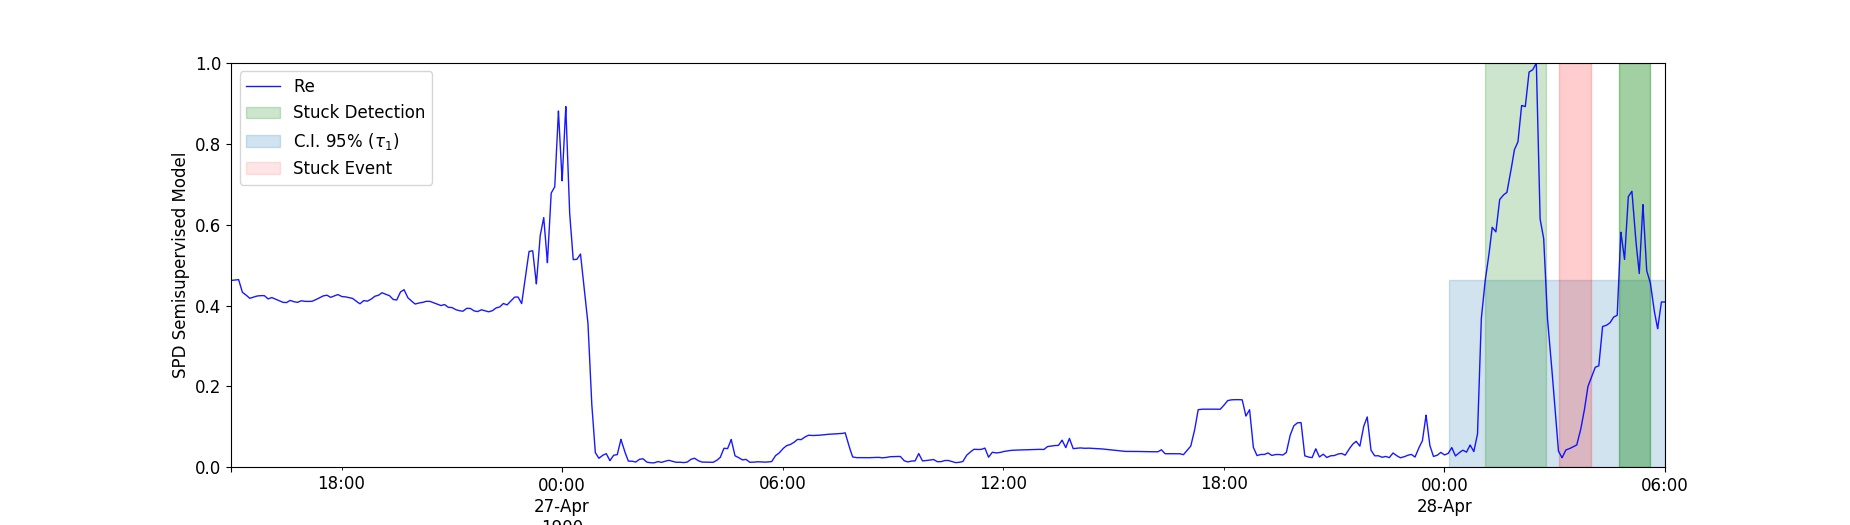 1.0
0.8
0.6
0.4
0.2
0.0
SPD Semisupervised Model
Re
Stuck Detection
C.I. 95% (τ₁)
Stuck Event
18:00
00:00
06:00
12:00
18:00
00:00
06:00
27-Apr
28-Apr
1900